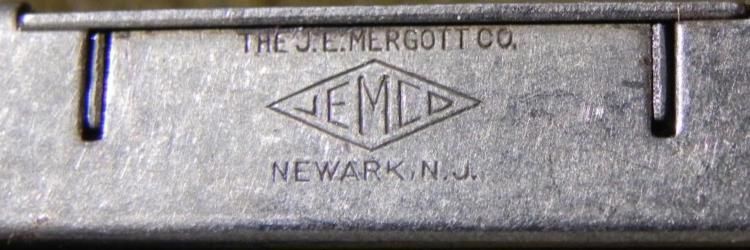 THE J.E. MERGOTT CO.
JEMCO
NEWARK, N.J.